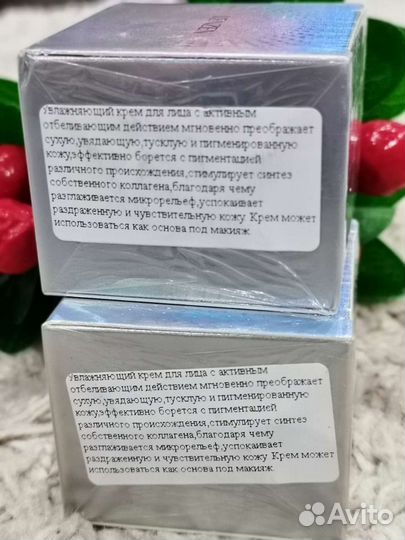 Увлажняющий крем для лица с активным
отбеливающим действием мгновенно преображает
сухую,увядающую,тусклую и пигменированную
кожу,эффективно борется с пигментацией
различного происхождения,стимулирует синтез
собственного коллагена,благодаря чему
разглаживается микрорельеф,успокаивает
раздраженную и чувствительную кожу. Крем может
использоваться как основа под макияж
Увлажняющий крем для лица с активным
отбеливающим действием мгновенно преображает
сухую,увядающую,тусклую и пигменированную
кожу,эффективно борется с пигментацией
различного происхождения,стимулирует синтез
собственного коллагена,благодаря чему
разглаживается микрорельеф,успокаивает
раздраженную и чувствительную кожу. Крем может
использоваться как основа под макияж.
Avito